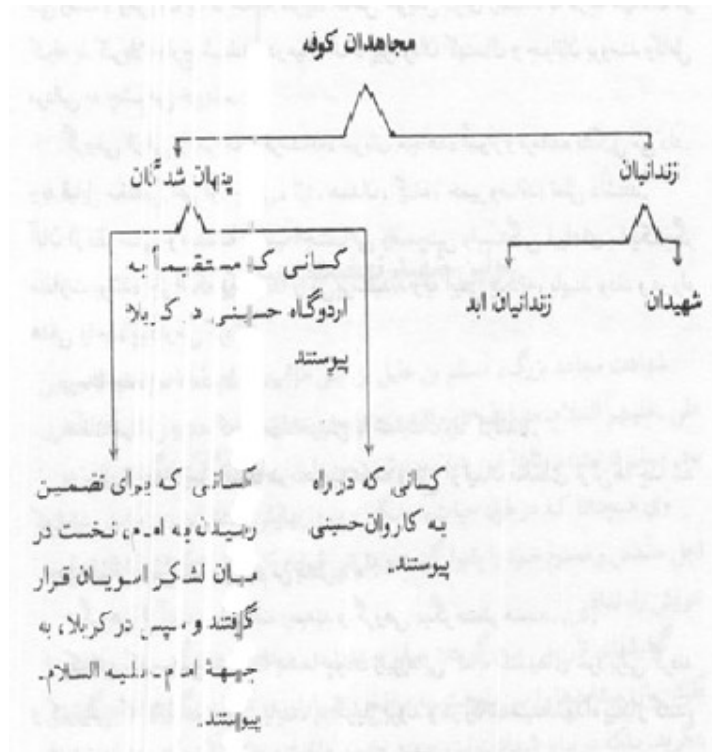 مجاهدان کوفه
زندانیان
پنهان شدگان
شهیدان
زندانیان ابد
کسانی که مستقیماً به
اردوگاه حسینی در کربلا
پیوستند
کسانی که در راه
به کاروان حسینی
پیوستند.
کسانی که برای تضمین
رسیدن به امام، نخست در
میان لشکر امویان قرار
گرفتند و سپس در کربلا، به
جبههٔ امام ـ علیه السلام ـ
پیوستند.